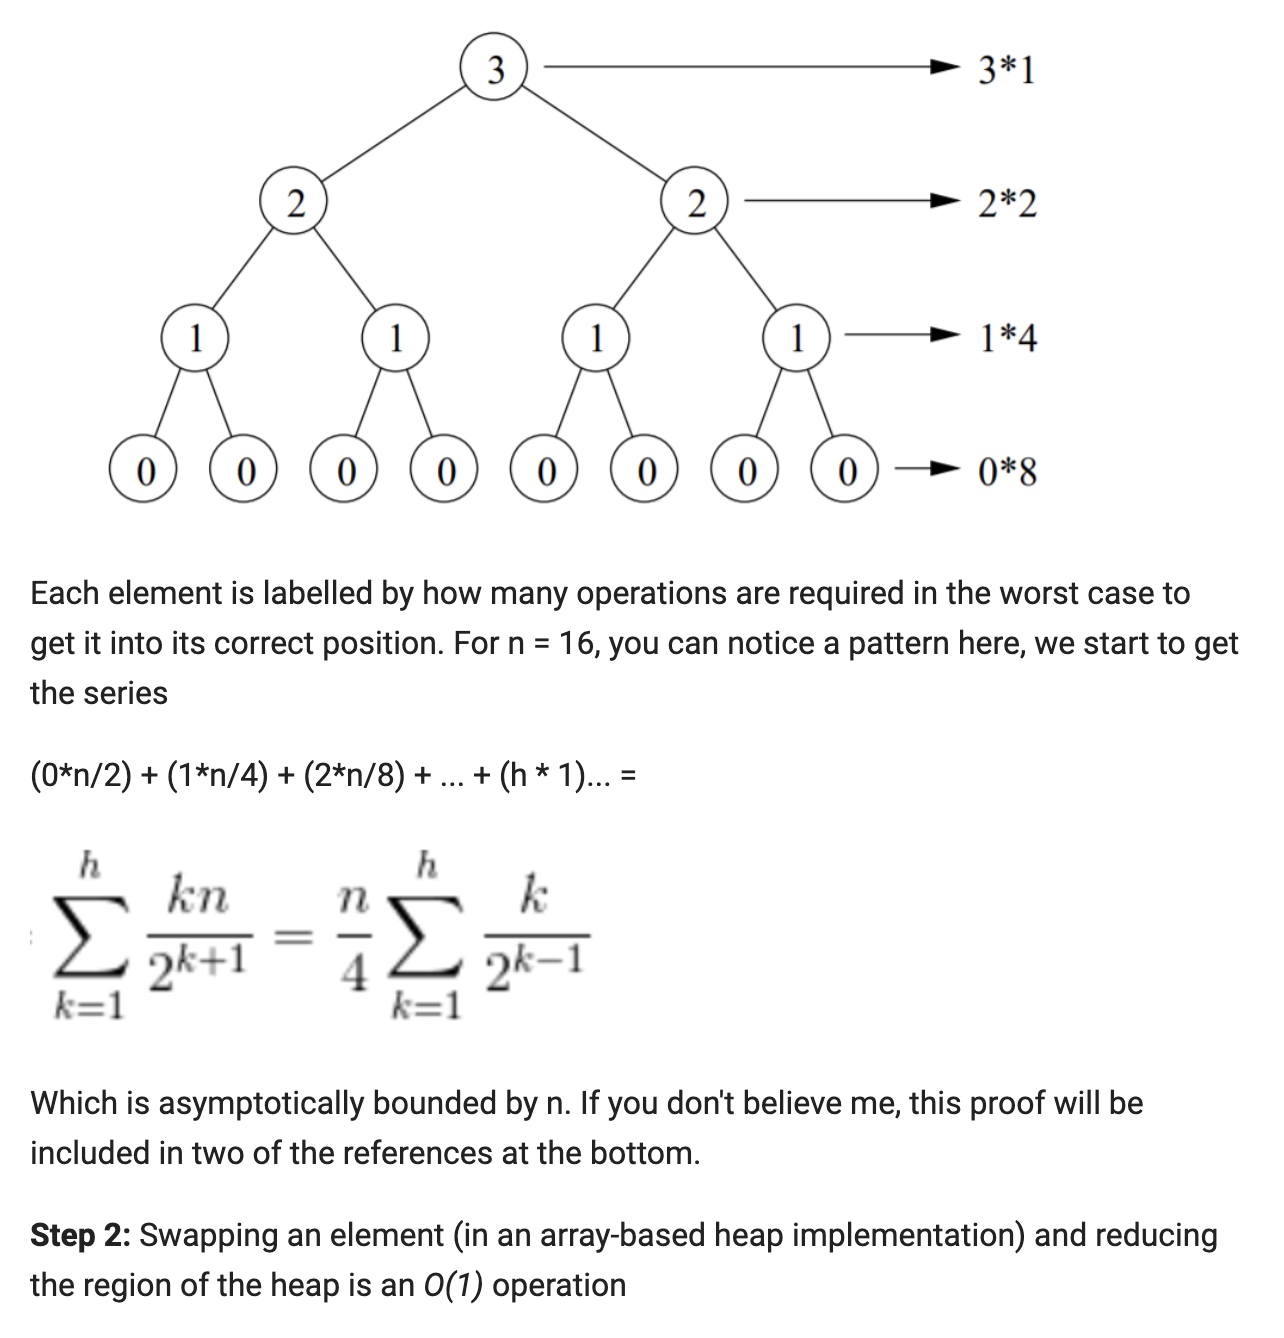 3 3*1
2 2 2*2
1 1 1 1 1*4
0 0 0 0 0 0 0 0 0*8
Each element is labelled by how many operations are required in the worst case to
get it into its correct position. For n = 16, you can notice a pattern here, we start to get
the series
(0*n/2) + (1*n/4) + (2*n/8) + ... + (h * 1)... =
\sum_{k=1}^{h} \frac{kn}{2^{k+1}} = \frac{n}{4} \sum_{k=1}^{h} \frac{k}{2^{k-1}}
Which is asymptotically bounded by n. If you don't believe me, this proof will be
included in two of the references at the bottom.
Step 2: Swapping an element (in an array-based heap implementation) and reducing
the region of the heap is an O(1) operation